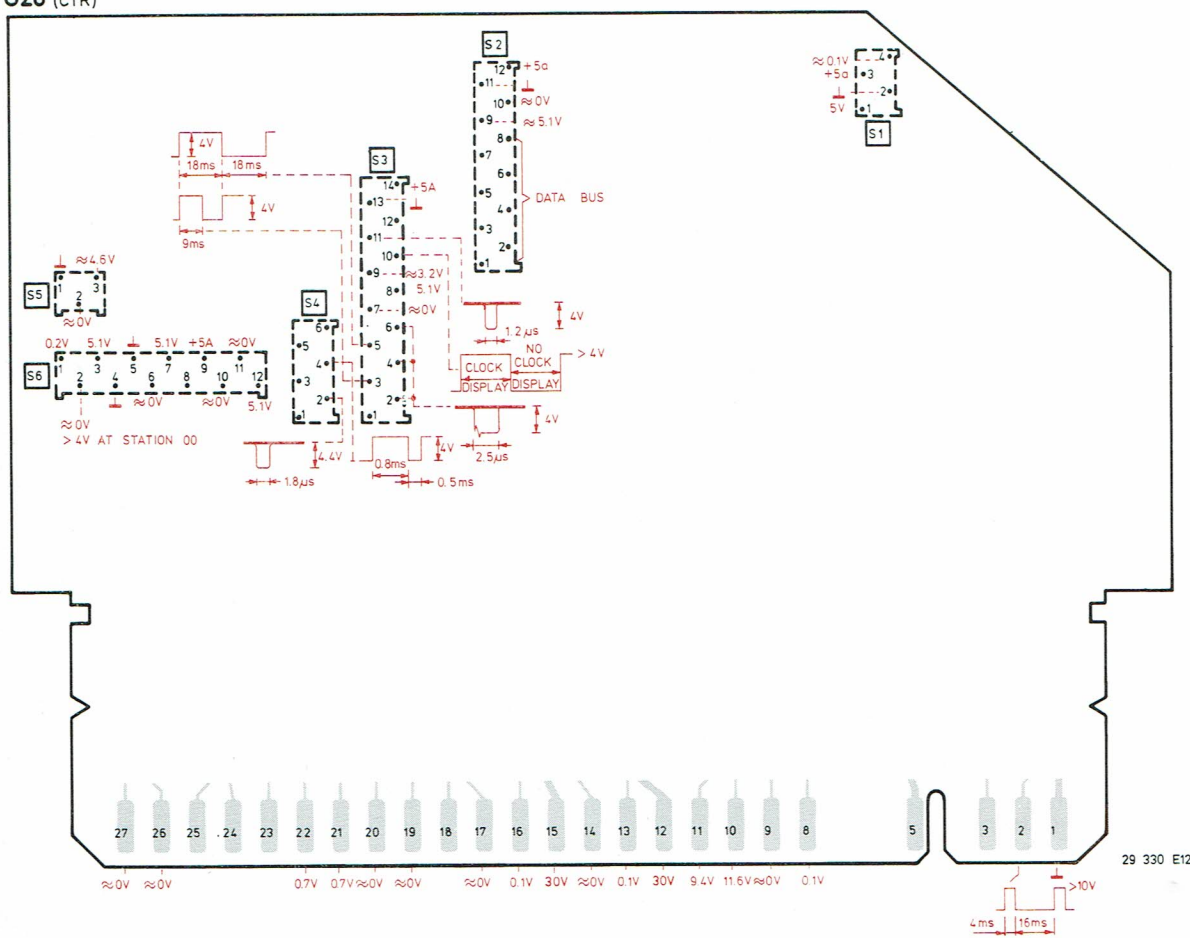 U26 (CTR)
S2
12 +5a
11
10 ≈0V
9 ≈5.1V
8
7
6
5
4
3
2
1
DATA BUS
≈0.1V 4
+5a 3
2
5V 1
S1
4V
18ms 18ms
4V
9ms
S3
14 +5A
13
12
11
10
9 ≈3.2V
8 5.1V
7 ≈0V
6
5
4
3
2
1
4V
1.2µs
NO
CLOCK CLOCK >4V
DISPLAY DISPLAY
4V
2.5µs
4V
0.8ms
0.5ms
≈4.6V
S5
1 3
2
≈0V
S4
6
5
4
3
2
1
0.2V 5.1V 5.1V +5A ≈0V
S6
1 3 5 7 9 11
2 4 6 8 10 12
≈0V ≈0V 5.1V
≈0V
>4V AT STATION 00
4.4V
1.8µs
27 26 25 24 23 22 21 20 19 18 17 16 15 14 13 12 11 10 9 8 5 3 2 1
29 330 E12
≈0V ≈0V 0.7V 0.7V ≈0V ≈0V ≈0V 0.1V 30V ≈0V 0.1V 30V 9.4V 11.6V ≈0V 0.1V
>10V
4ms 16ms